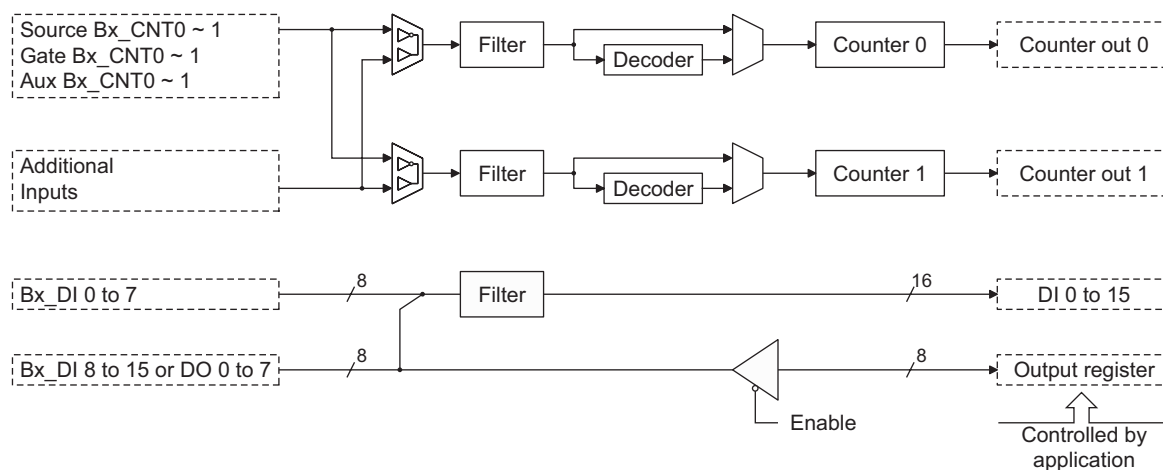 Source Bx_CNT0 ~ 1
Gate Bx_CNT0 ~ 1
Aux Bx_CNT0 ~ 1
Filter
Decoder
Counter 0
Counter out 0
Additional
Inputs
Filter
Decoder
Counter 1
Counter out 1
Bx_DI 0 to 7
8
Filter
16
DI 0 to 15
Bx_DI 8 to 15 or DO 0 to 7
8
8
Output register
Enable
Controlled by
application